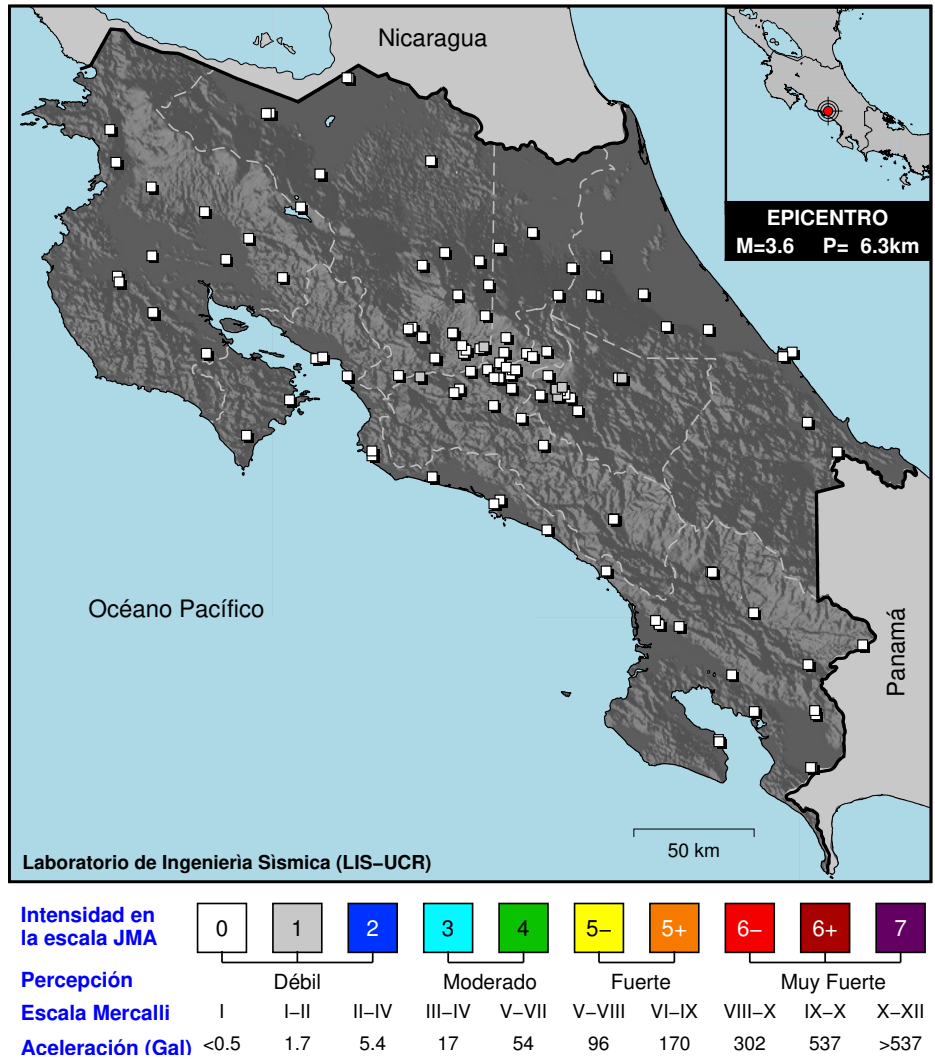 Nicaragua
EPICENTRO
M=3.6 P= 6.3km
Océano Pacífico
Panamá
50 km
Laboratorio de Ingenierìa Sìsmica (LIS−UCR)
Intensidad en
la escala JMA
0 1 2 3 4 5− 5+ 6− 6+ 7
Percepción Débil Moderado Fuerte Muy Fuerte
Escala Mercalli I I−II II−IV III−IV V−VII V−VIII VI−IX VIII−X IX−X X−XII
Aceleración (Gal) <0.5 1.7 5.4 17 54 96 170 302 537 >537